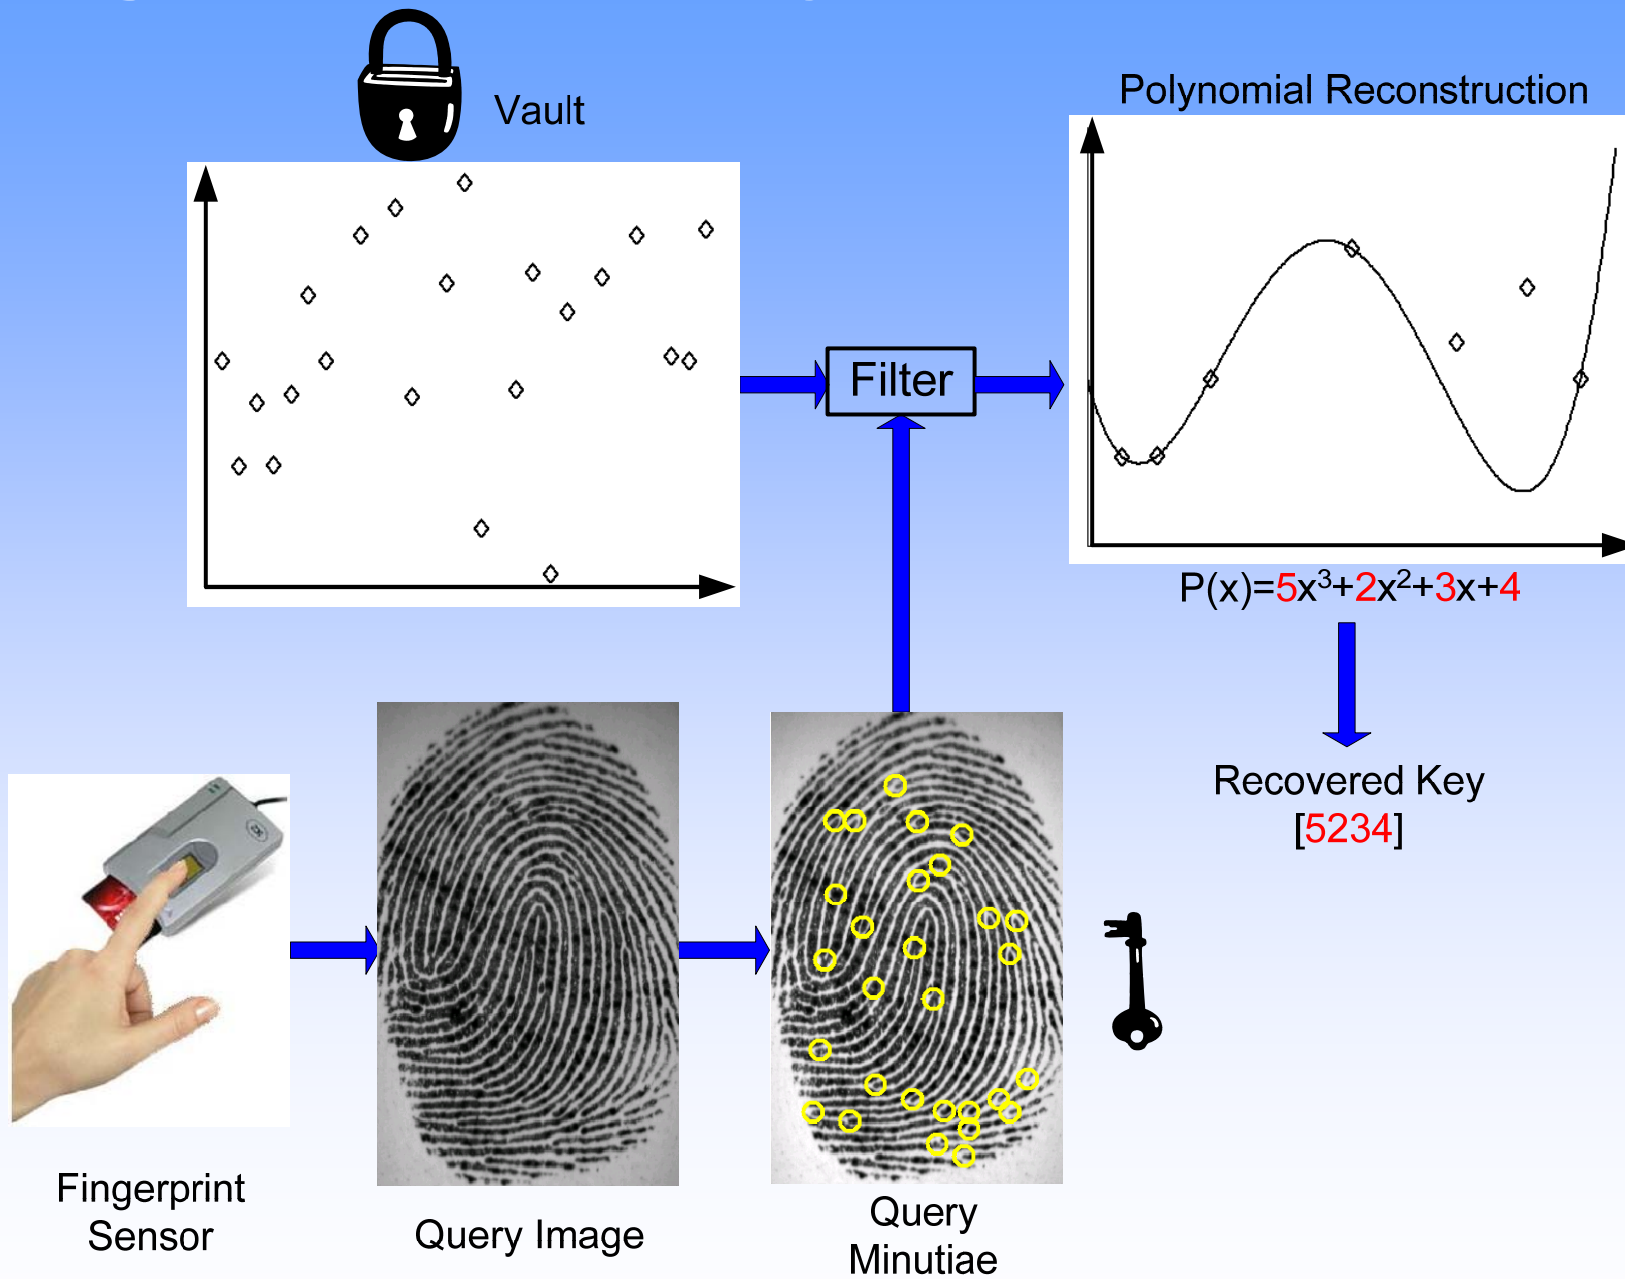 Vault
Polynomial Reconstruction
Filter
P(x)=5x³+2x²+3x+4
Recovered Key
[5234]
Fingerprint
Sensor
Query Image
Query
Minutiae